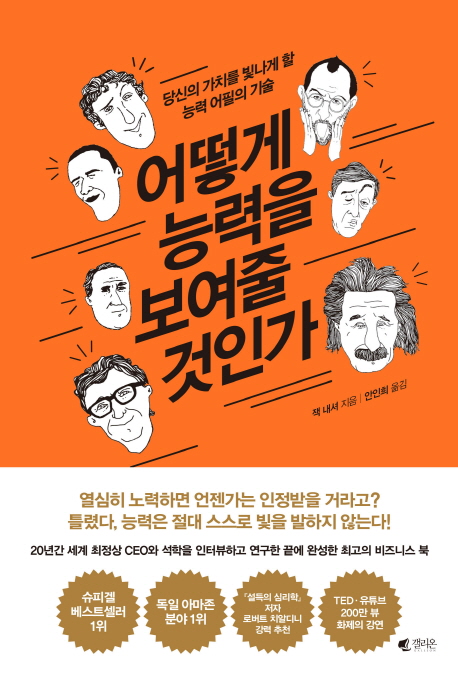 당신의 가치를 빛나게 할
능력 어필의 기술
어떻게
능력을
보여줄
것인가
잭 내셔 지음 | 안인희 옮김
열심히 노력하면 언젠가는 인정받을 거라고?
틀렸다, 능력은 절대 스스로 빛을 발하지 않는다!
20년간 세계 최정상 CEO와 석학을 인터뷰하고 연구한 끝에 완성한 최고의 비즈니스 북
슈피겔
베스트셀러
1위
독일 아마존
분야 1위
『설득의 심리학』
저자
로버트 치알디니
강력 추천
TED·유튜브
200만 뷰
화제의 강연
갤리온